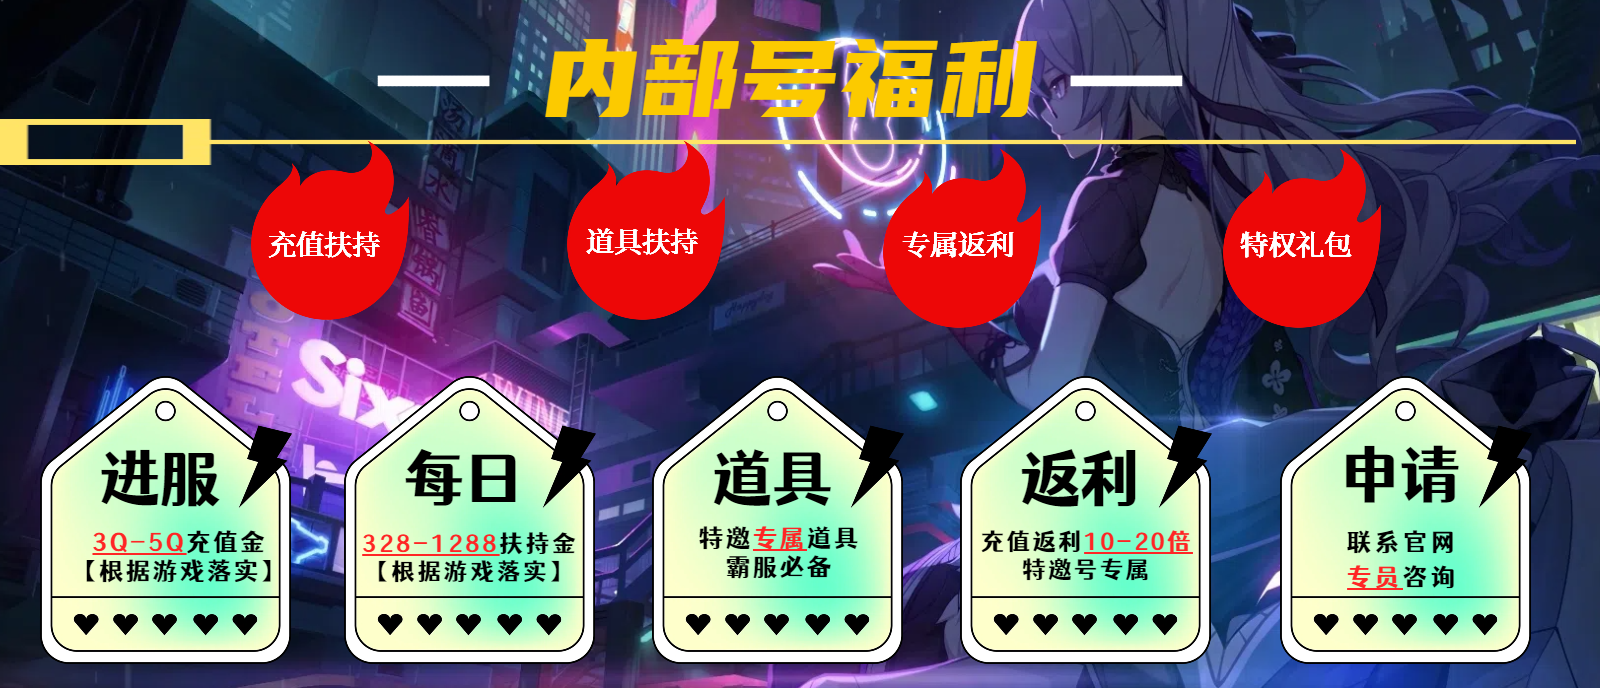 内部号福利
充值扶持
道具扶持
专属返利
特权礼包
进服
3Q-5Q充值金
【根据游戏落实】
每日
328-1288扶持金
【根据游戏落实】
道具
特邀专属道具
霸服必备
返利
充值返利10-20倍
特邀号专属
申请
联系官网
专员咨询
Six